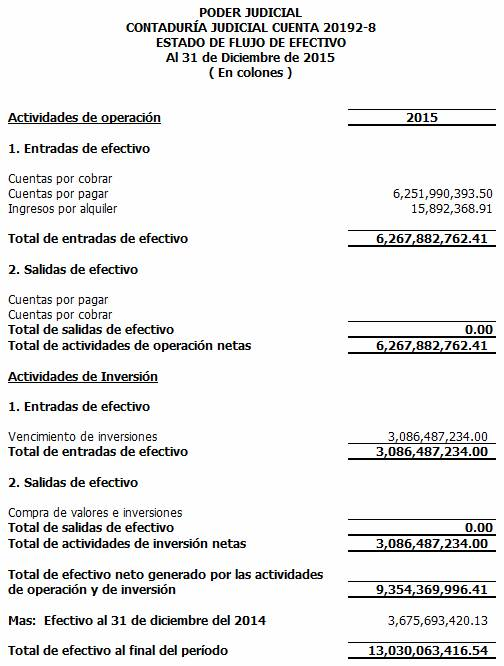 PODER JUDICIAL
CONTADURÍA JUDICIAL CUENTA 20192-8
ESTADO DE FLUJO DE EFECTIVO
Al 31 de Diciembre de 2015
( En colones )
Actividades de operación 2015
1. Entradas de efectivo
Cuentas por cobrar
Cuentas por pagar 6,251,990,393.50
Ingresos por alquiler 15,892,368.91
Total de entradas de efectivo 6,267,882,762.41
2. Salidas de efectivo
Cuentas por pagar
Cuentas por cobrar
Total de salidas de efectivo 0.00
Total de actividades de operación netas 6,267,882,762.41
Actividades de Inversión
1. Entradas de efectivo
Vencimiento de inversiones 3,086,487,234.00
Total de entradas de efectivo 3,086,487,234.00
2. Salidas de efectivo
Compra de valores e inversiones
Total de salidas de efectivo 0.00
Total de actividades de inversión netas 3,086,487,234.00
Total de efectivo neto generado por las actividades
de operación y de inversión 9,354,369,996.41
Mas: Efectivo al 31 de diciembre del 2014 3,675,693,420.13
Total de efectivo al final del período 13,030,063,416.54